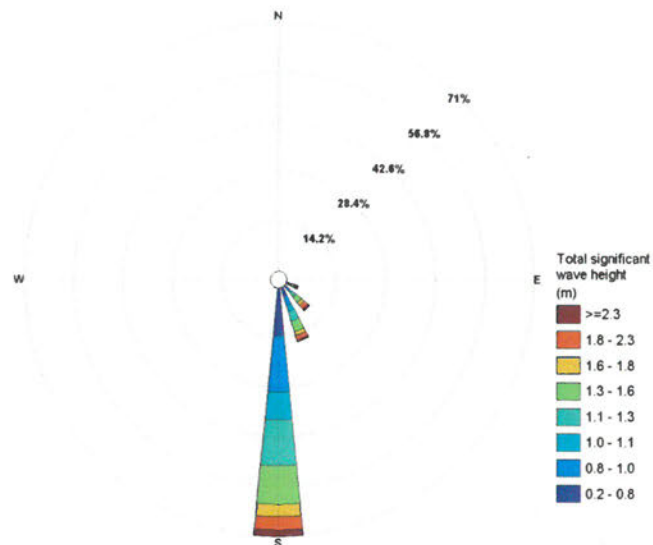 N
71%
56.8%
42.6%
28.4%
14.2%
W
E
S
Total significant
wave height
(m)
>=2.3
1.8 - 2.3
1.6 - 1.8
1.3 - 1.6
1.1 - 1.3
1.0 - 1.1
0.8 - 1.0
0.2 - 0.8